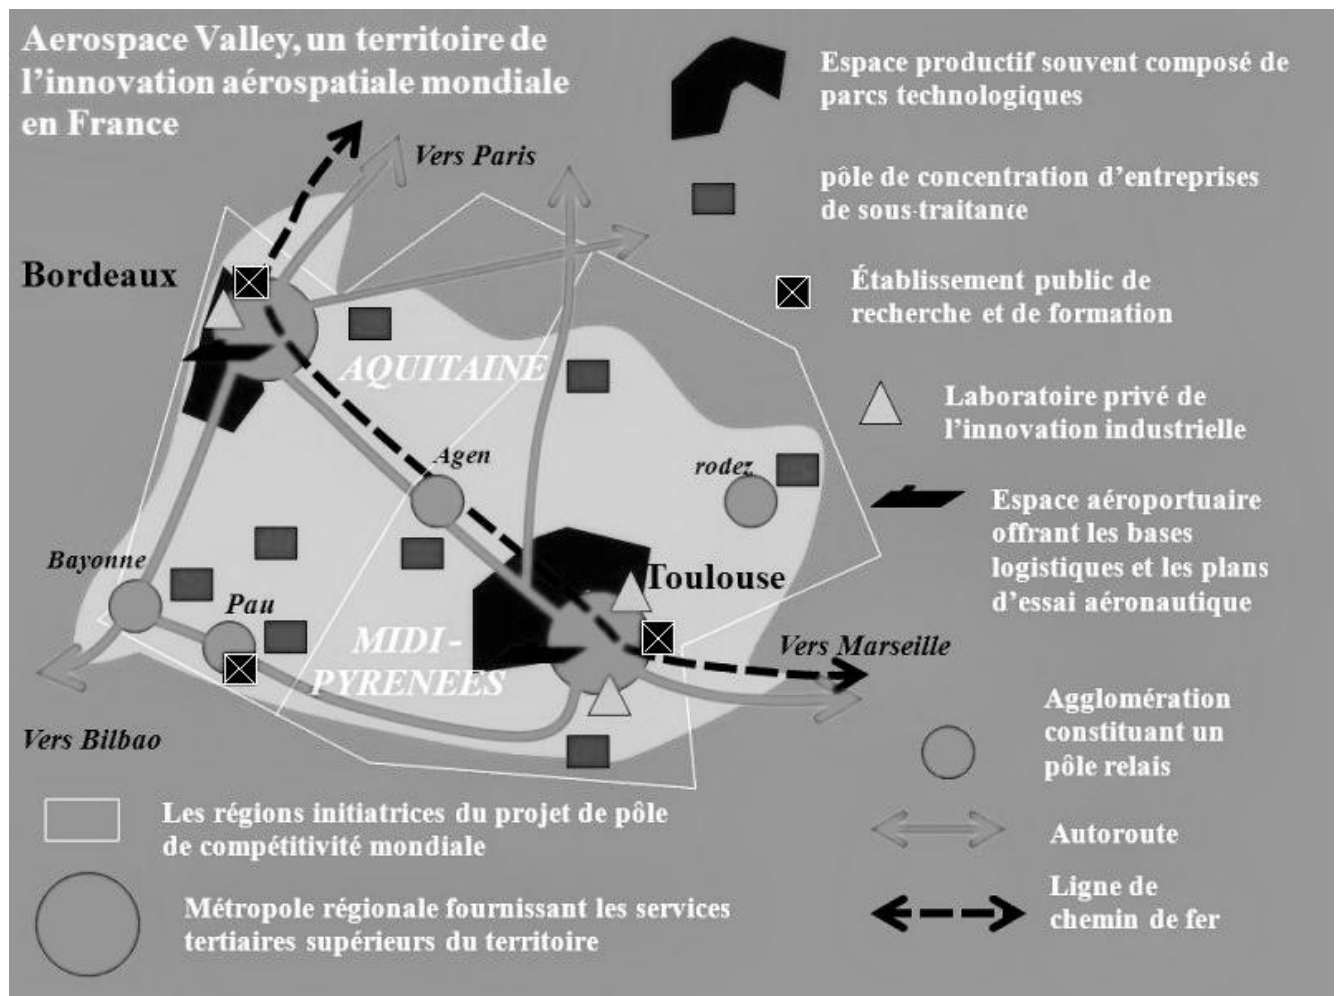 Aerospace Valley, un territoire de
l'innovation aérospatiale mondiale
en France
Espace productif souvent composé de
parcs technologiques
Vers Paris
pôle de concentration d'entreprises
de sous-traitante
Bordeaux
Établissement public de
recherche et de formation
AQUITAINE
Laboratoire privé de
l'innovation industrielle
Agen
rodez
Espace aéroportuaire
offrant les bases
logistiques et les plans
d'essai aéronautique
Bayonne
Toulouse
Pau
MIDI-
PYRENEES
Vers Marseille
Vers Bilbao
Agglomération
constituant un
pôle relais
Les régions initiatrices du projet de pôle
de compétitivité mondiale
Autoroute
Métropole régionale fournissant les services
tertiaires supérieurs du territoire
Ligne de
chemin de fer